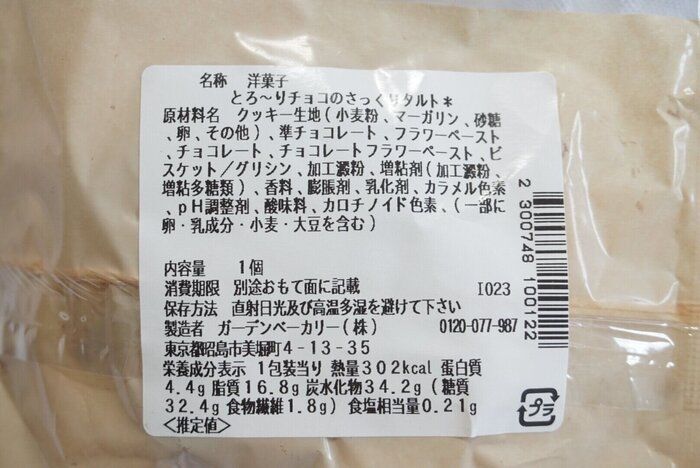 名称 洋菓子
とろ～りチョコのさっくりタルト＊
原材料名 クッキー生地(小麦粉、マーガリン、砂糖
、卵、その他)、準チョコレート、フラワーペースト
、チョコレート、チョコレートフラワーペースト、ビ
スケット／グリシン、加工澱粉、増粘剤(加工澱粉、
増粘多糖類)、香料、膨脹剤、乳化剤、カラメル色素
、pH調整剤、酸味料、カロチノイド色素、(一部に
卵・乳成分・小麦・大豆を含む)
内容量 1個
消費期限 別途おもて面に記載 I023
保存方法 直射日光及び高温多湿を避けて下さい
製造者 ガーデンベーカリー(株) 0120-077-987
東京都昭島市美堀町4-13-35
栄養成分表示 1包装当り 熱量302kcal 蛋白質
4.4g 脂質16.8g 炭水化物34.2g (糖質
32.4g 食物繊維1.8g) 食塩相当量0.21g
<推定値>
2 300748 100122
プラ